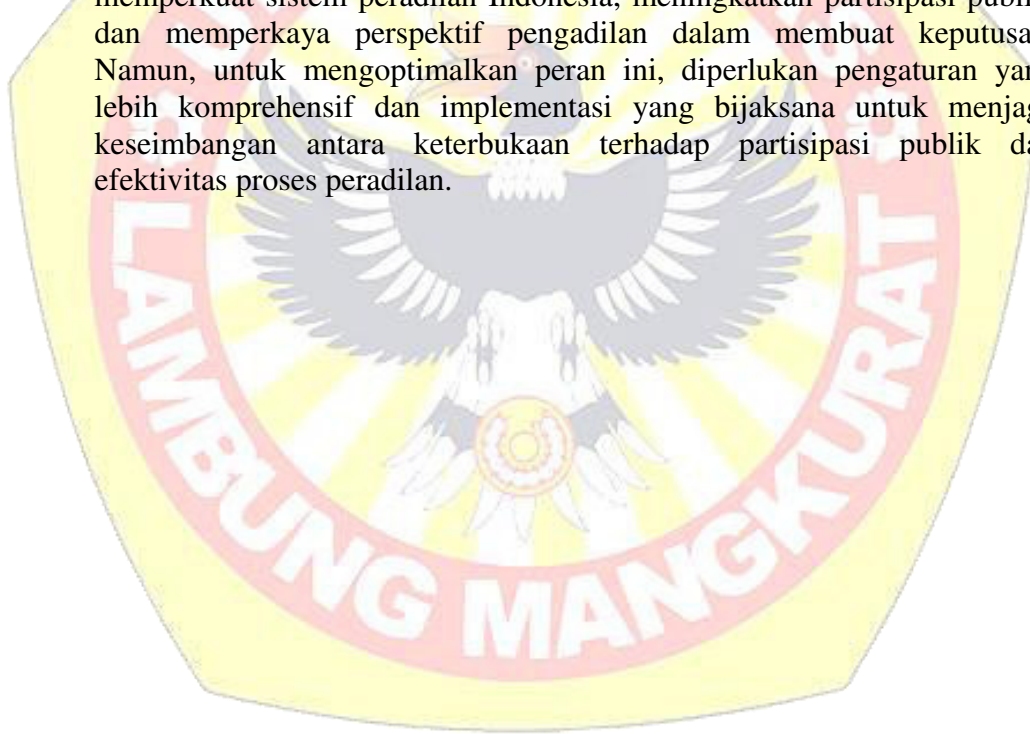 memperkuat sistem peradilan Indonesia, meningkatkan partisipasi publi
dan memperkaya perspektif pengadilan dalam membuat keputusa
Namun, untuk mengoptimalkan peran ini, diperlukan pengaturan yan
lebih komprehensif dan implementasi yang bijaksana untuk menjag
keseimbangan antara keterbukaan terhadap partisipasi publik da
efektivitas proses peradilan.
LAMBUNG MANGKURAT